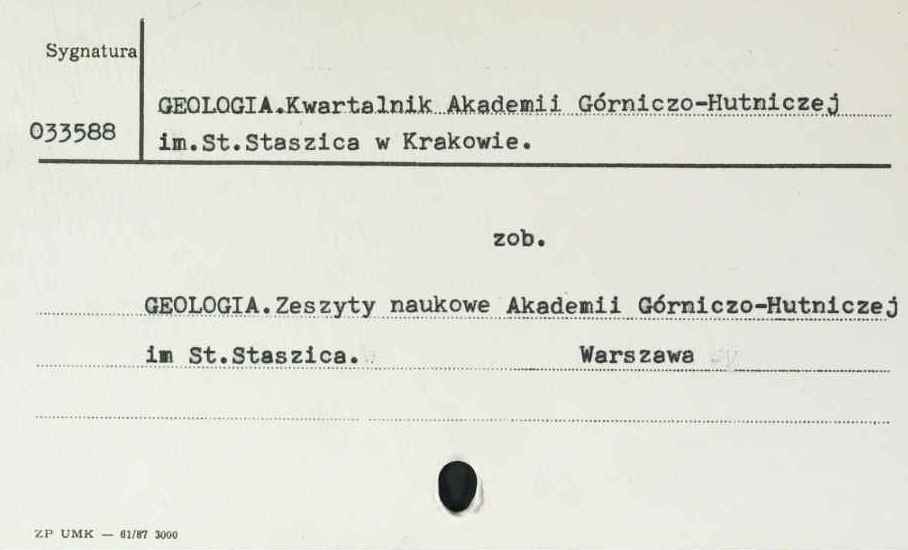 Sygnatura
GEOLOGIA.Kwartalnik Akademii Górniczo-Hutniczej
033588
im.St.Staszica w Krakowie.
zob.
GEOLOGIA.Zeszyty naukowe Akademii Górniczo-Hutniczej
im St.Staszica. Warszawa
ZP UMK — 61/87 3000